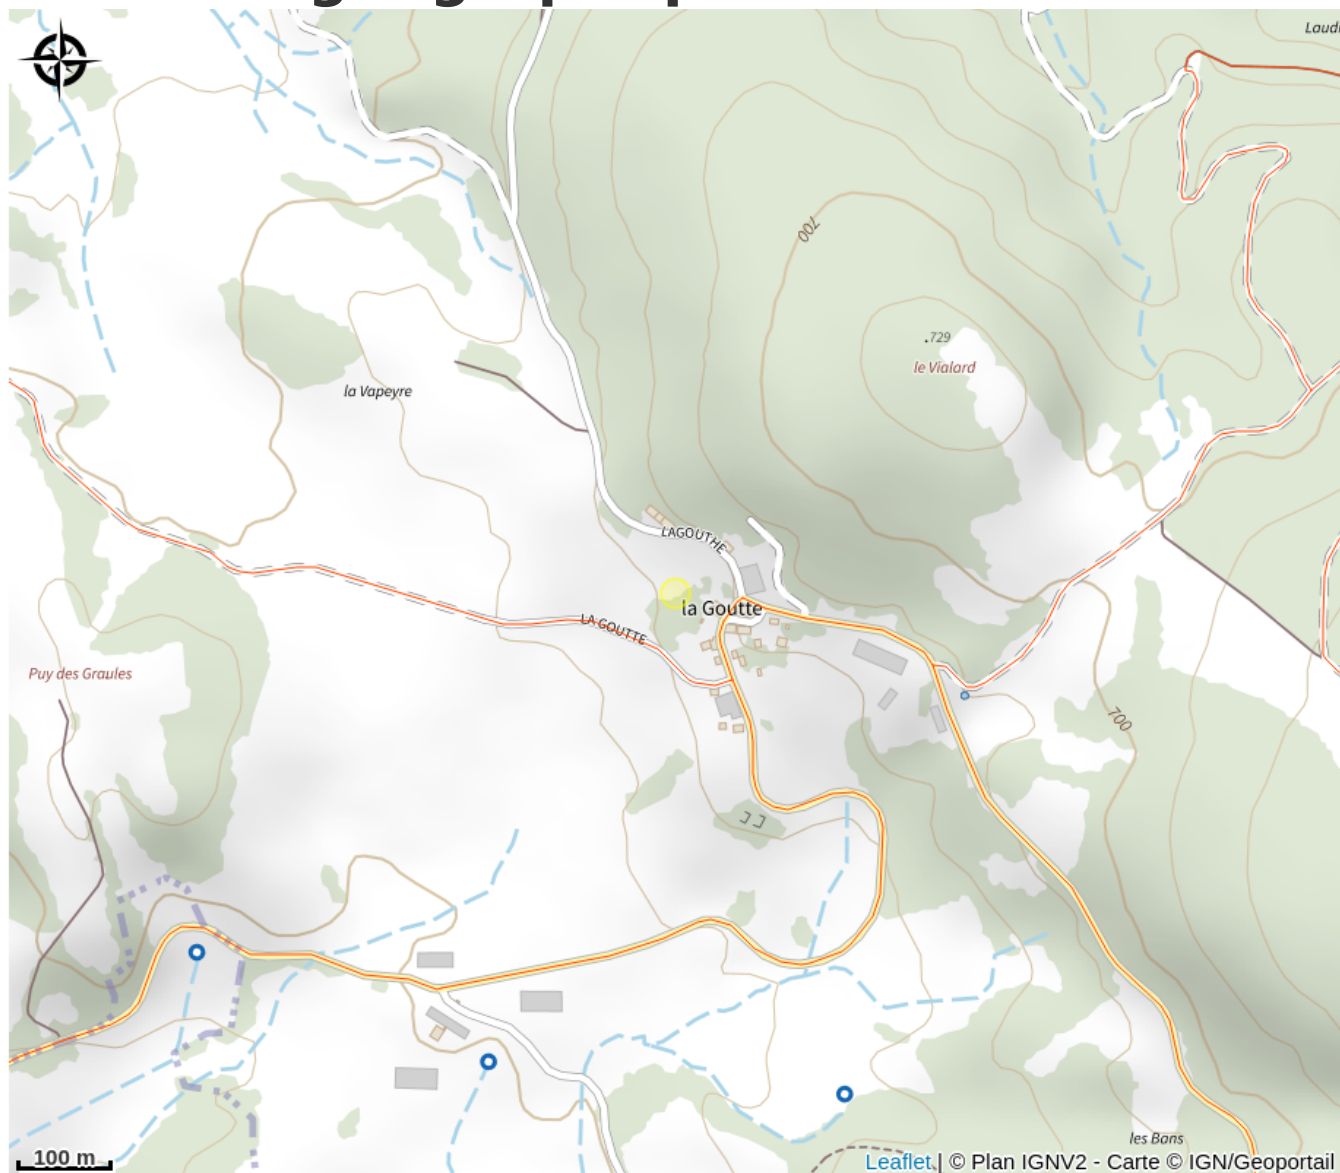 Laudi
700
729
le Vialard
la Vapeyre
LAGOUTHE
la Goutte
LA GOUTTE
Puy des Graules
700
les Bans
100 m
Leaflet | © Plan IGNV2 - Carte © IGN/Geoportail